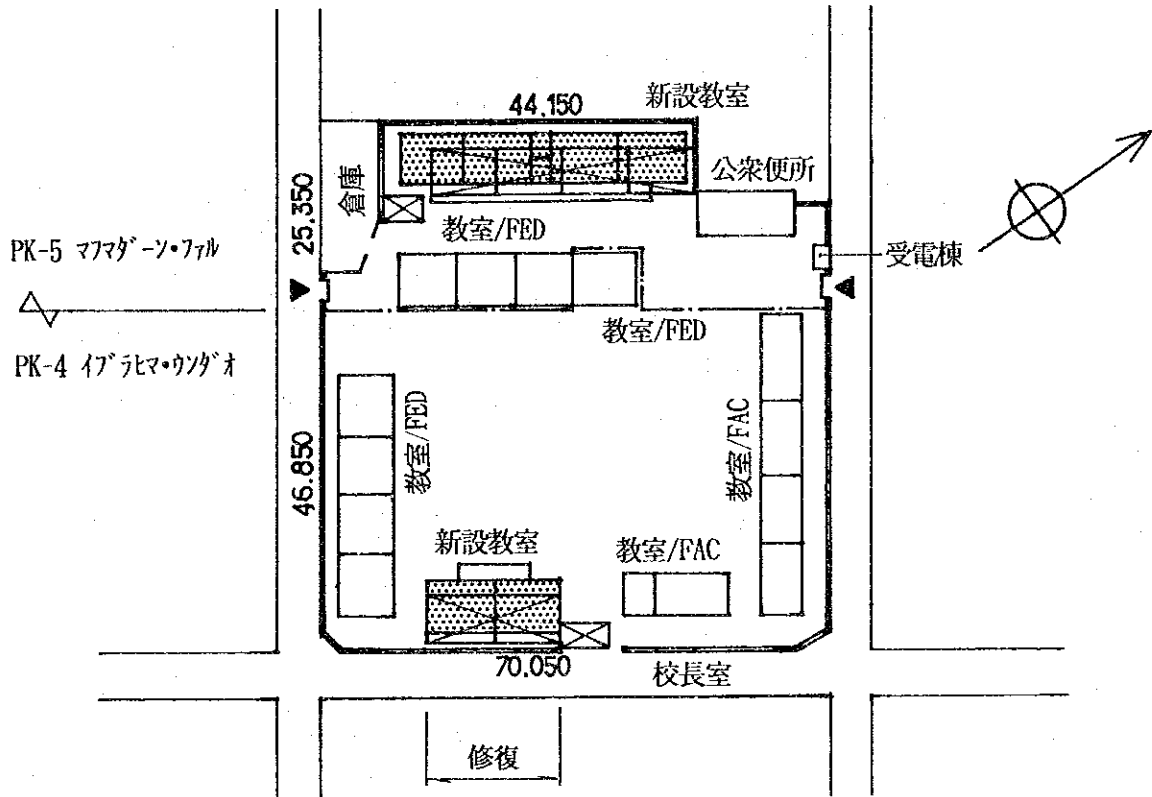 44.150
新設教室
公衆便所
倉庫
25.350
教室/FED
受電棟
PK-5 マフマダーン・ファル
教室/FED
PK-4 イブラヒマ・ウンダオ
教室/FED
教室/FAC
46.850
新設教室
教室/FAC
70.050
校長室
修復